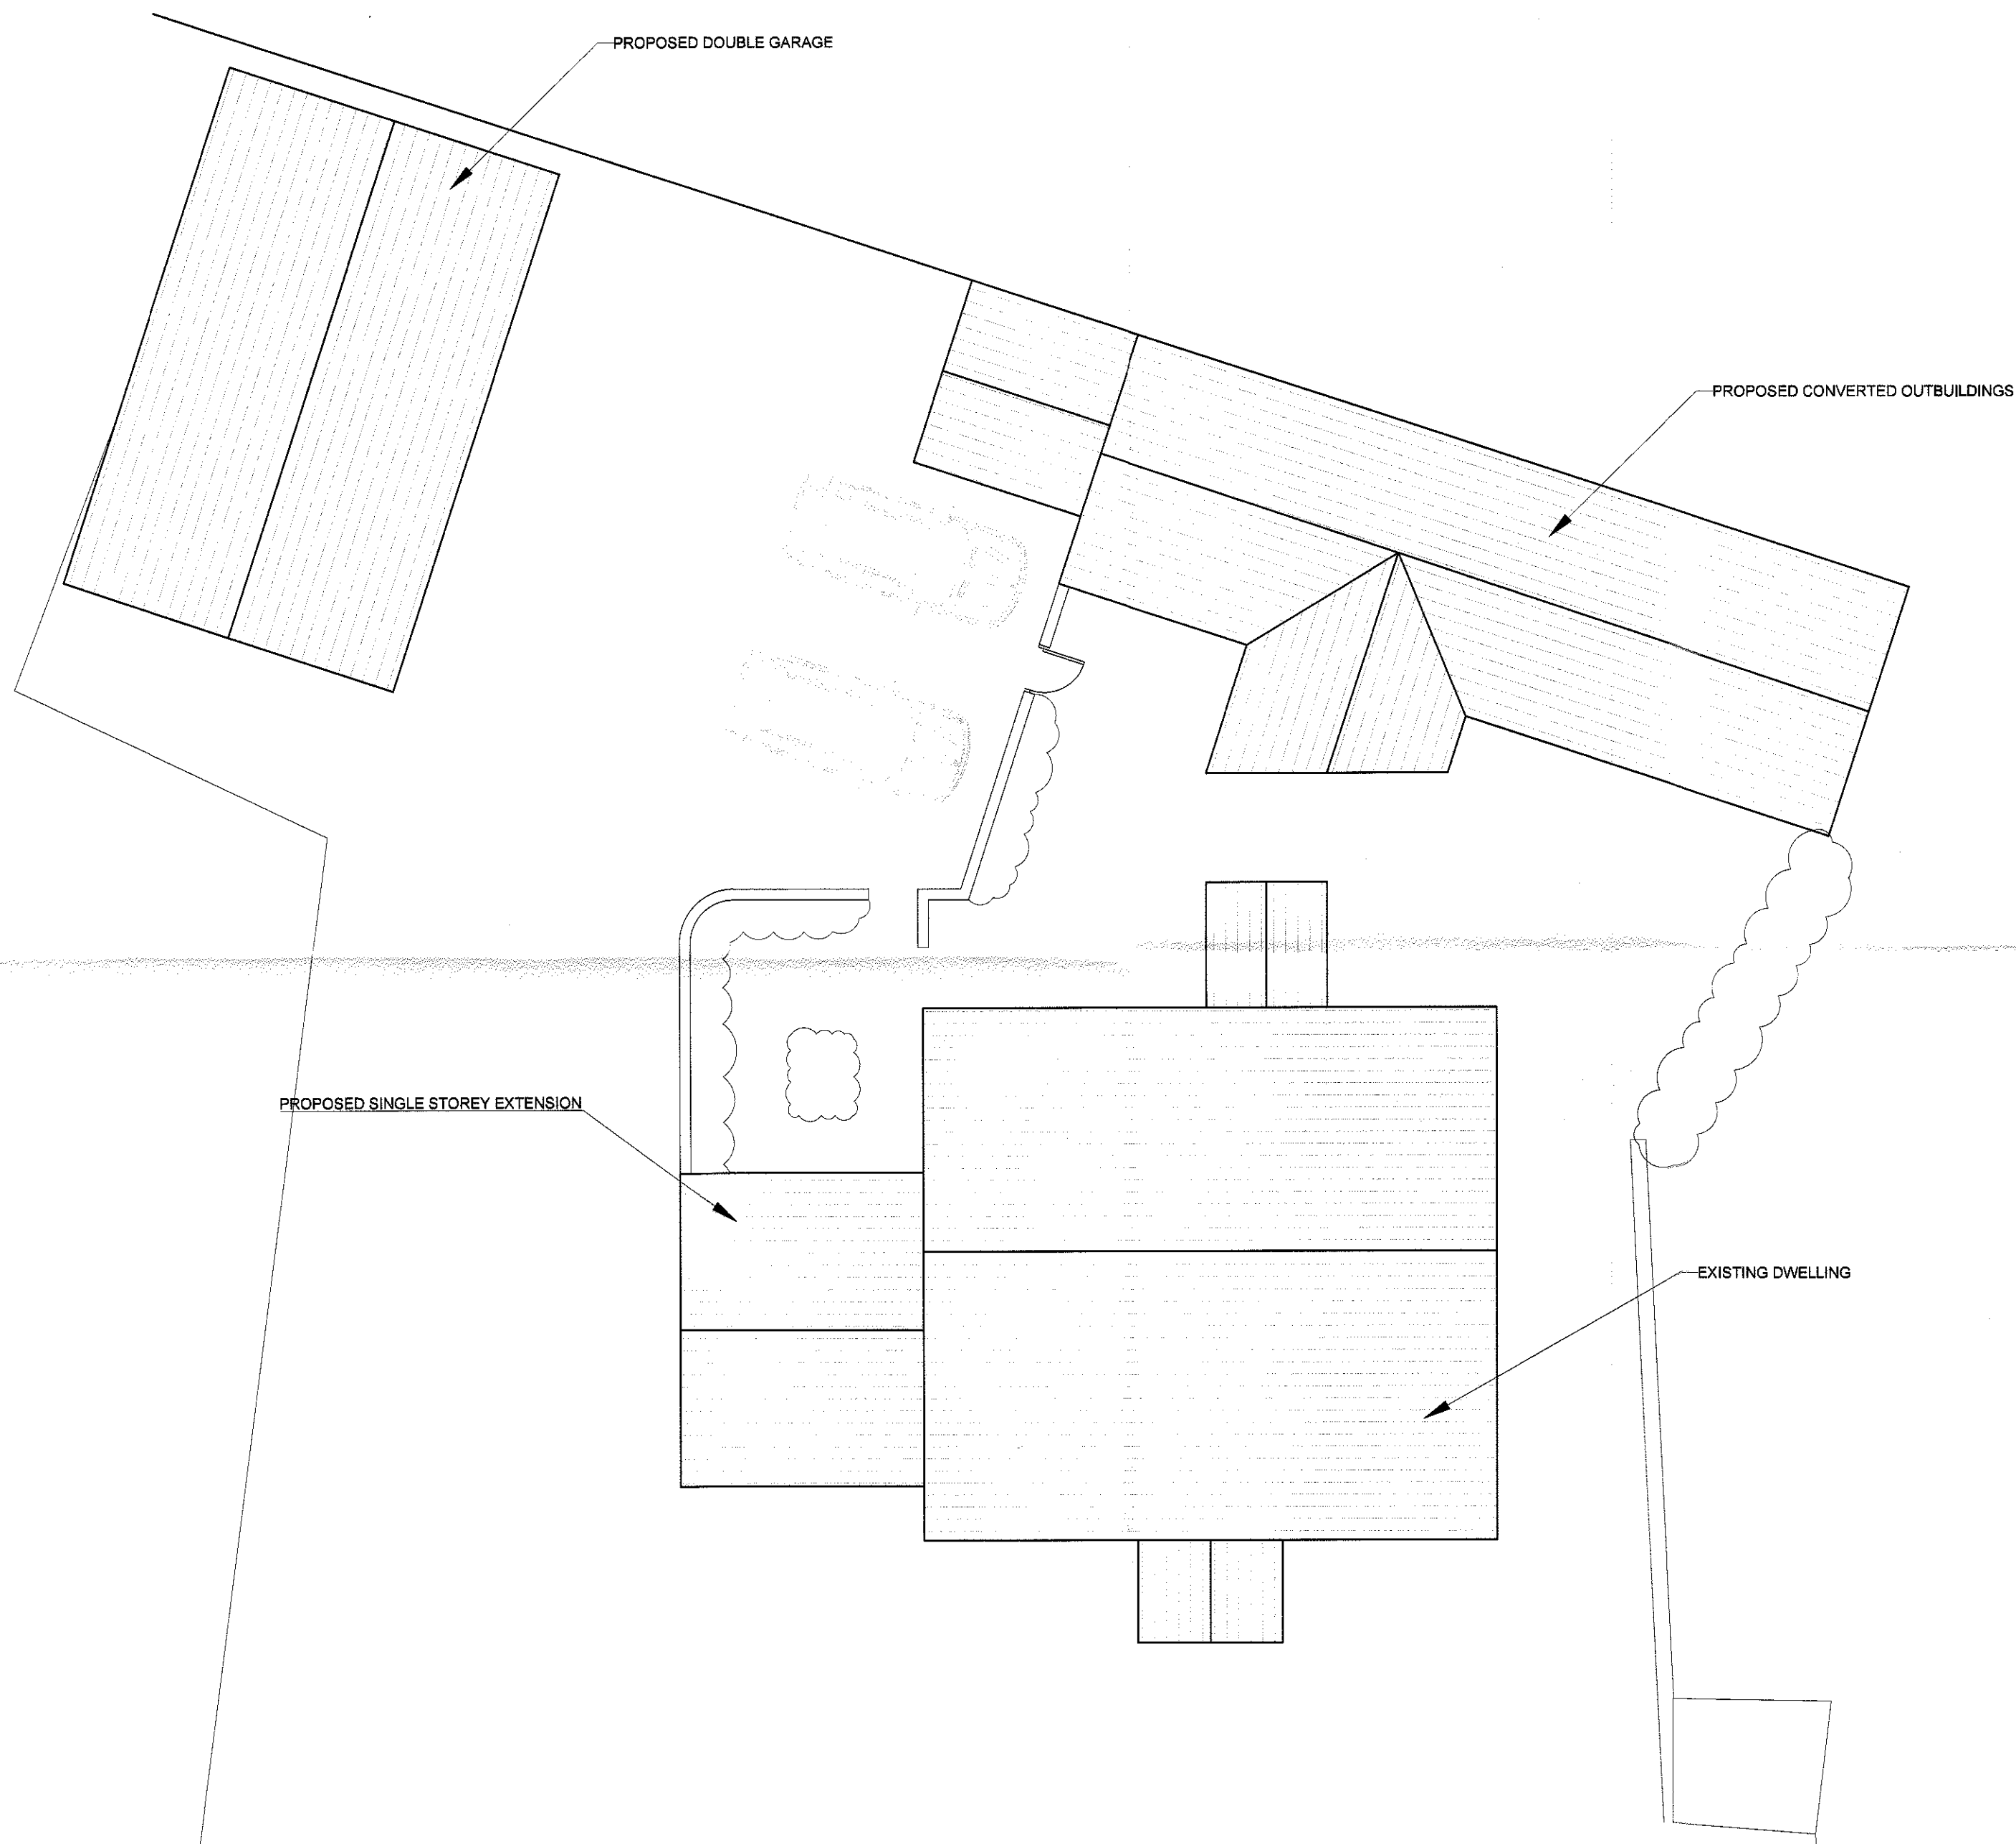 PROPOSED DOUBLE GARAGE
PROPOSED CONVERTED OUTBUILDINGS
PROPOSED SINGLE STOREY EXTENSION
EXISTING DWELLING